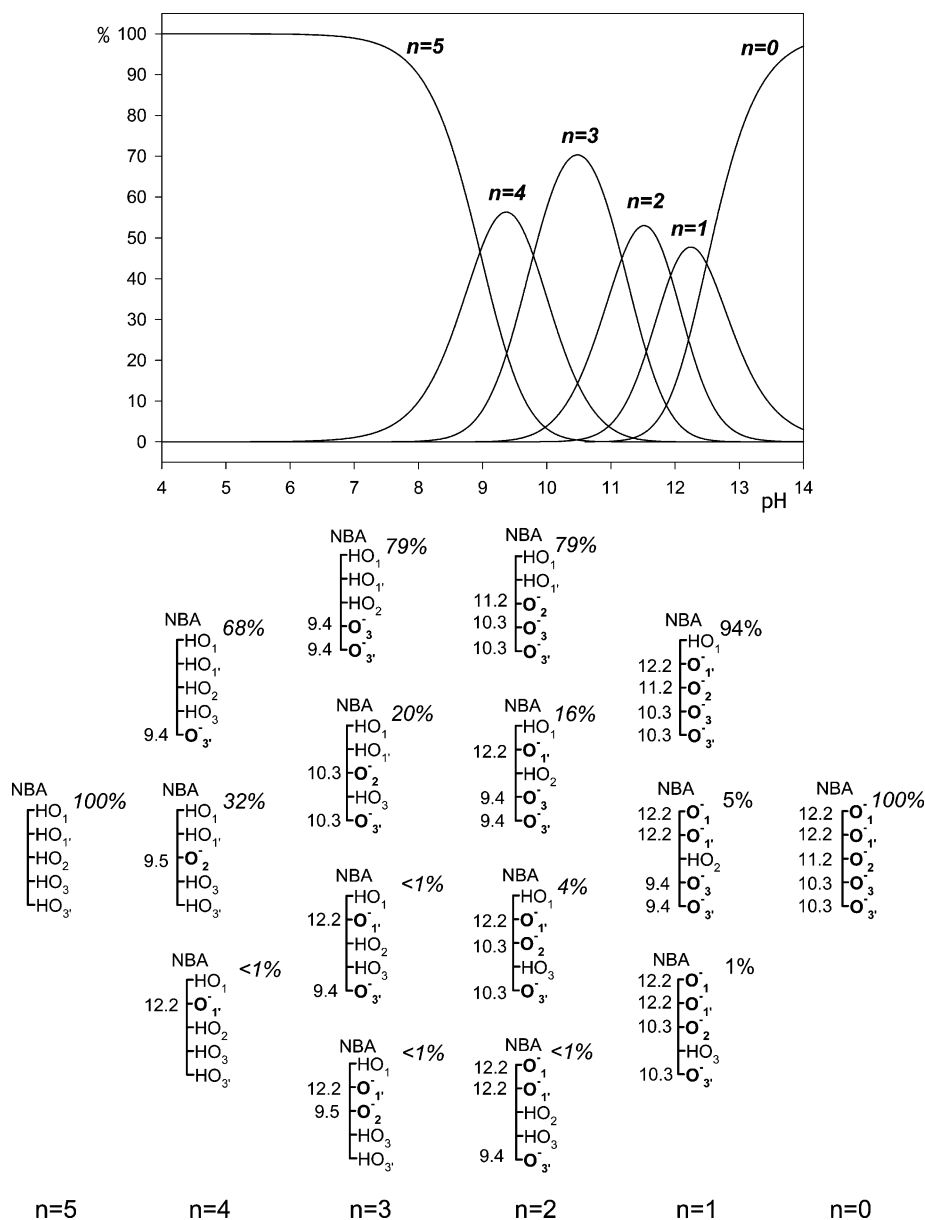 % 100
90
80
70
60
50
40
30
20
10
0
n=5
n=4
n=3
n=2
n=1
n=0
4 5 6 7 8 9 10 11 12 13 14
pH
NBA 100%
HO1
HO1'
HO2
HO3
HO3'
NBA 68%
HO1
HO1'
HO2
HO3
9.4 O-3'
NBA 32%
HO1
HO1'
9.5 O-2
HO3
HO3'
NBA <1%
HO1
12.2 O-1'
HO2
HO3
HO3'
NBA 79%
HO1
HO1'
HO2
9.4 O-3
9.4 O-3'
NBA 20%
HO1
HO1'
10.3 O-2
HO3
10.3 O-3'
NBA <1%
HO1
12.2 O-1'
HO2
HO3
9.4 O-3'
NBA <1%
HO1
12.2 O-1'
9.5 O-2
HO3
HO3'
NBA 79%
HO1
HO1'
11.2 O-2
10.3 O-3
10.3 O-3'
NBA 16%
HO1
12.2 O-1'
HO2
9.4 O-3
9.4 O-3'
NBA 4%
HO1
12.2 O-1'
10.3 O-2
HO3
10.3 O-3'
NBA <1%
12.2 O-1
12.2 O-1'
HO2
HO3
9.4 O-3'
NBA 94%
HO1
12.2 O-1'
11.2 O-2
10.3 O-3
10.3 O-3'
NBA 5%
12.2 O-1
12.2 O-1'
HO2
9.4 O-3
9.4 O-3'
NBA 1%
12.2 O-1
12.2 O-1'
10.3 O-2
HO3
10.3 O-3'
NBA 100%
12.2 O-1
12.2 O-1'
11.2 O-2
10.3 O-3
10.3 O-3'
n=5 n=4 n=3 n=2 n=1 n=0